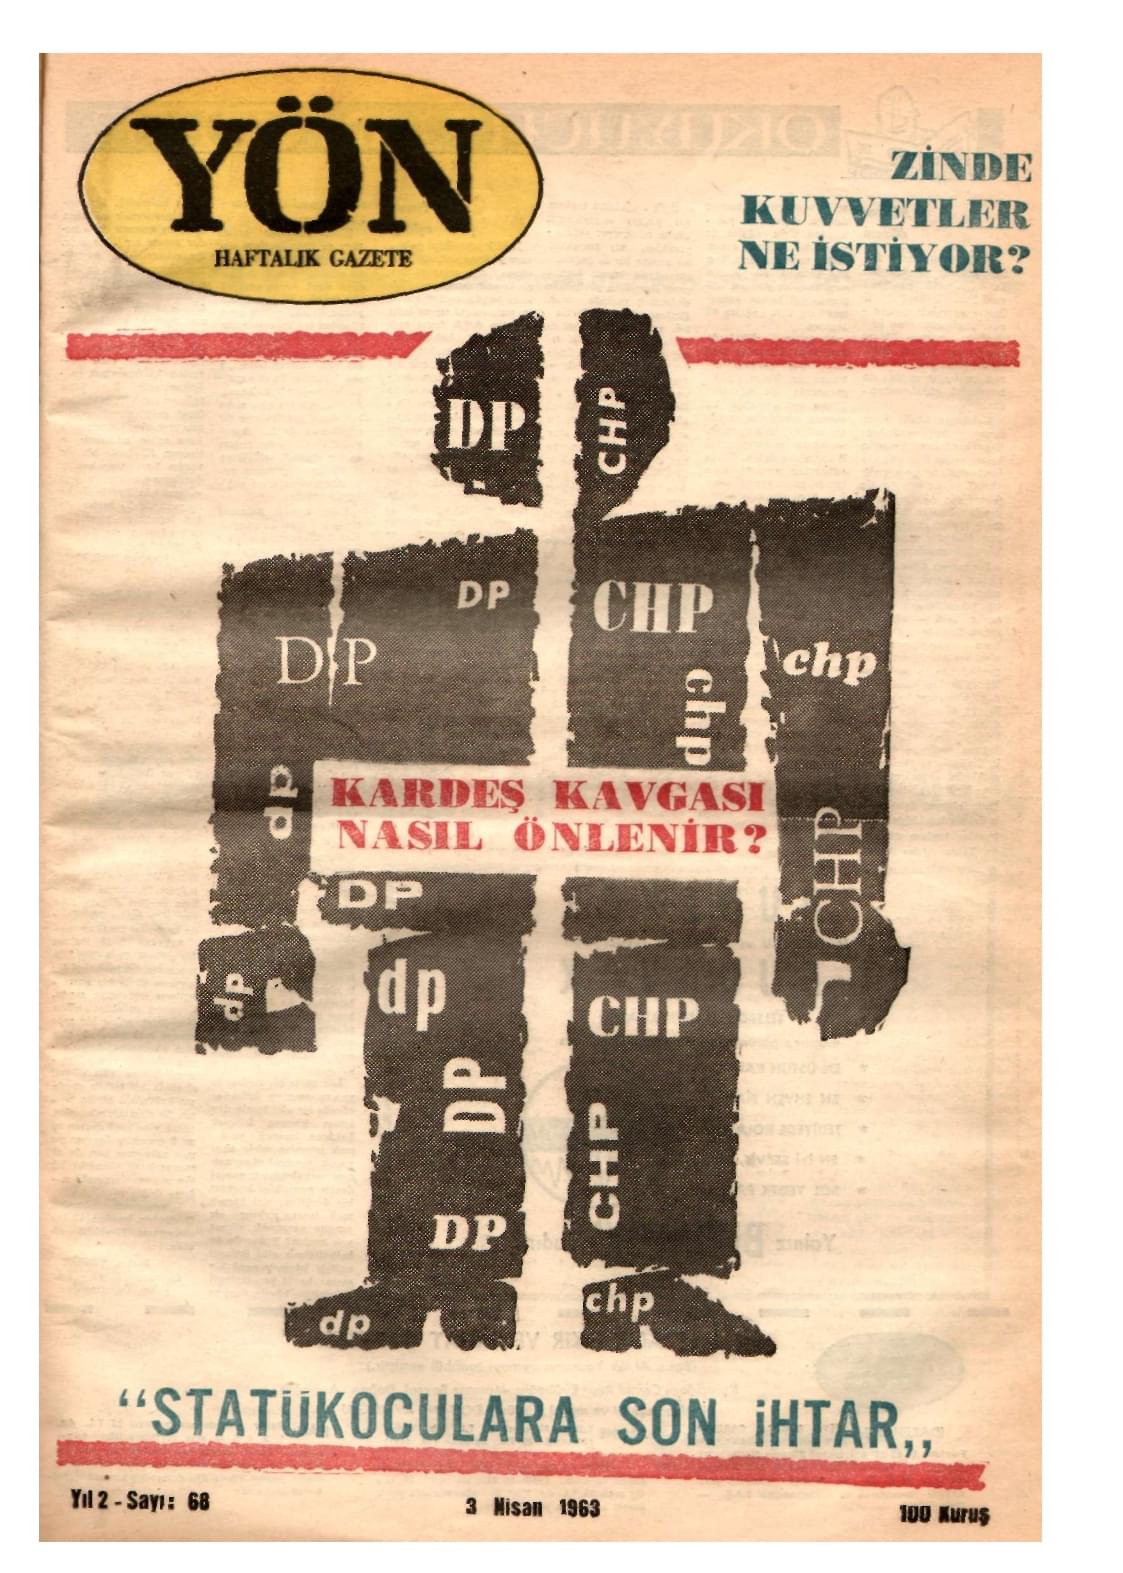 YÖN
HAFTALIK GAZETE
ZİNDE
KUVVETLER
NE İSTİYOR?
DP
CHP
DP
CHP
DP
chp
chp
dp
KARDEŞ KAVGASI
NASIL ÖNLENİR?
CHP
DP
dp
dp
CHP
DP
CHP
DP
dp
chp
“STATÜKOCULARA SON İHTAR„
Yıl 2 - Sayı: 68
3 Nisan 1963
100 Kuruş